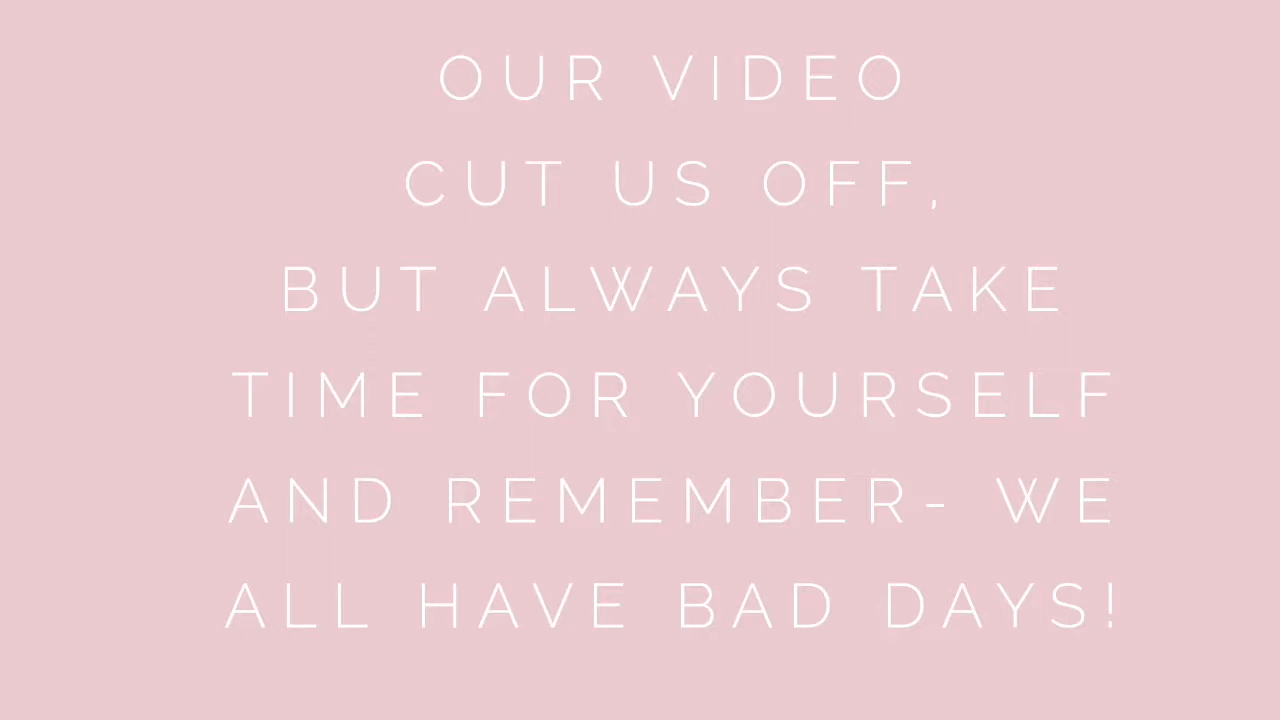 OUR VIDEO
CUT US OFF,
BUT ALWAYS TAKE
TIME FOR YOURSELF
AND REMEMBER- WE
ALL HAVE BAD DAYS!